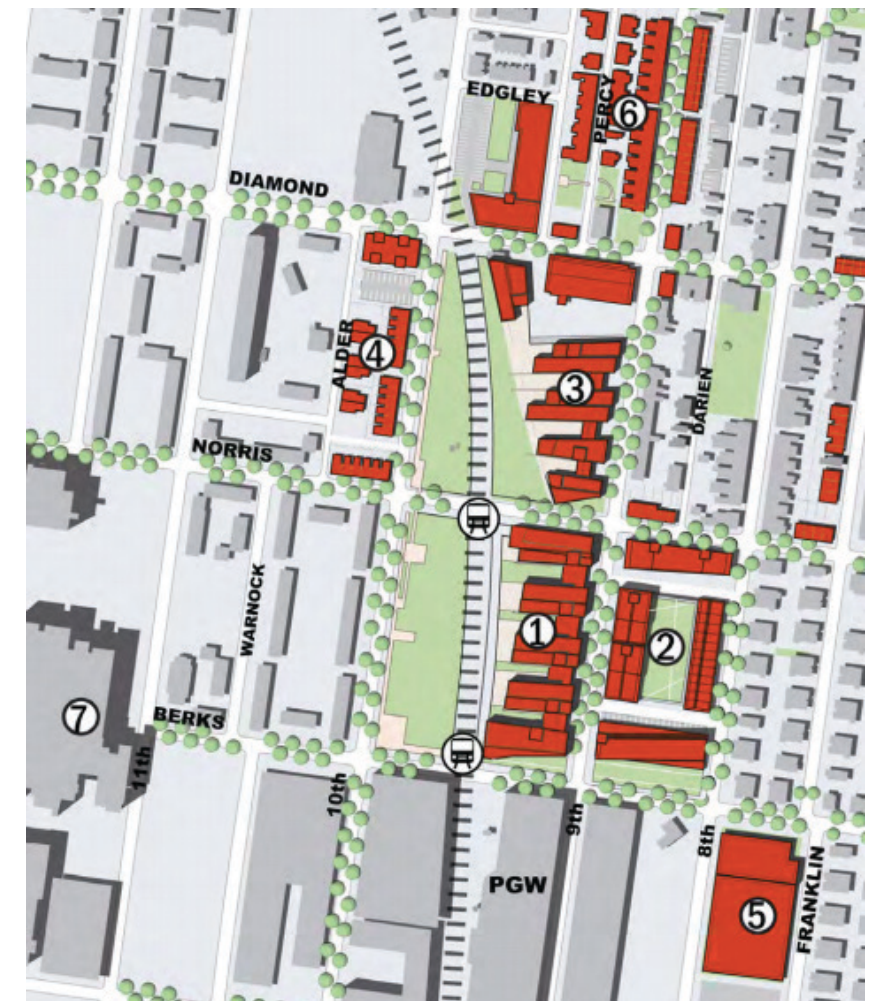 EDGLEY
PERCY
6
DIAMOND
ALDER
4
3
DARIEN
NORRIS
WARNOCK
1
2
7
BERKS
11th
10th
9th
8th
PGW
5
FRANKLIN